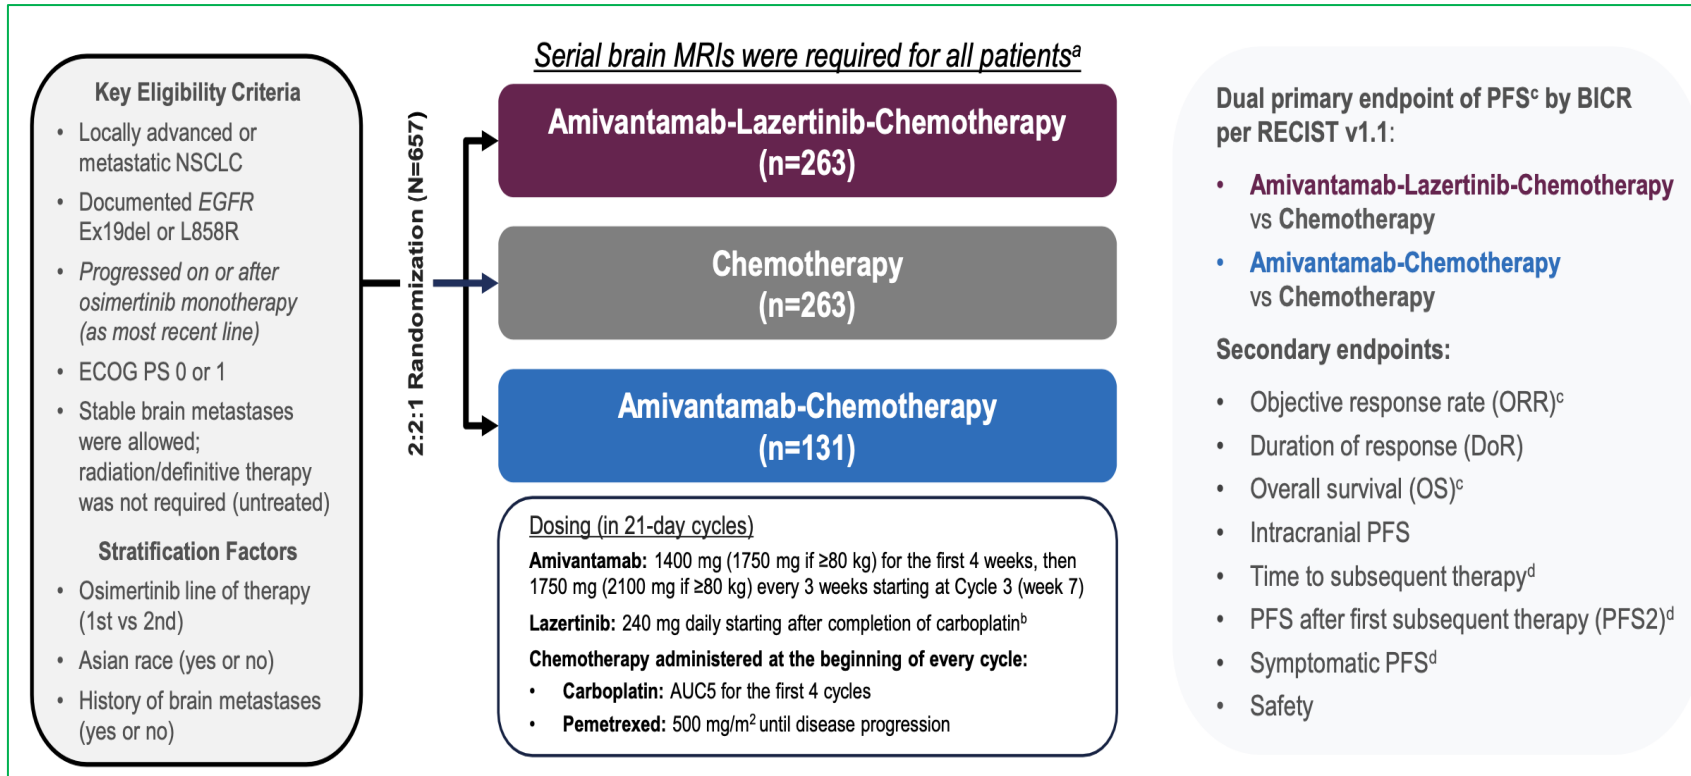 Key Eligibility Criteria
• Locally advanced or
metastatic NSCLC
• Documented EGFR
Ex19del or L858R
• Progressed on or after
osimertinib monotherapy
(as most recent line)
• ECOG PS 0 or 1
• Stable brain metastases
were allowed;
radiation/definitive therapy
was not required (untreated)
Stratification Factors
• Osimertinib line of therapy
(1st vs 2nd)
• Asian race (yes or no)
• History of brain metastases
(yes or no)
2:2:1 Randomization (N=657)
Serial brain MRIs were required for all patientsᵃ
Amivantamab-Lazertinib-Chemotherapy
(n=263)
Chemotherapy
(n=263)
Amivantamab-Chemotherapy
(n=131)
Dosing (in 21-day cycles)
Amivantamab: 1400 mg (1750 mg if ≥80 kg) for the first 4 weeks, then
1750 mg (2100 mg if ≥80 kg) every 3 weeks starting at Cycle 3 (week 7)
Lazertinib: 240 mg daily starting after completion of carboplatinᵇ
Chemotherapy administered at the beginning of every cycle:
• Carboplatin: AUC5 for the first 4 cycles
• Pemetrexed: 500 mg/m² until disease progression
Dual primary endpoint of PFSᶜ by BICR
per RECIST v1.1:
• Amivantamab-Lazertinib-Chemotherapy
vs Chemotherapy
• Amivantamab-Chemotherapy
vs Chemotherapy
Secondary endpoints:
• Objective response rate (ORR)ᶜ
• Duration of response (DoR)
• Overall survival (OS)ᶜ
• Intracranial PFS
• Time to subsequent therapyᵈ
• PFS after first subsequent therapy (PFS2)ᵈ
• Symptomatic PFSᵈ
• Safety